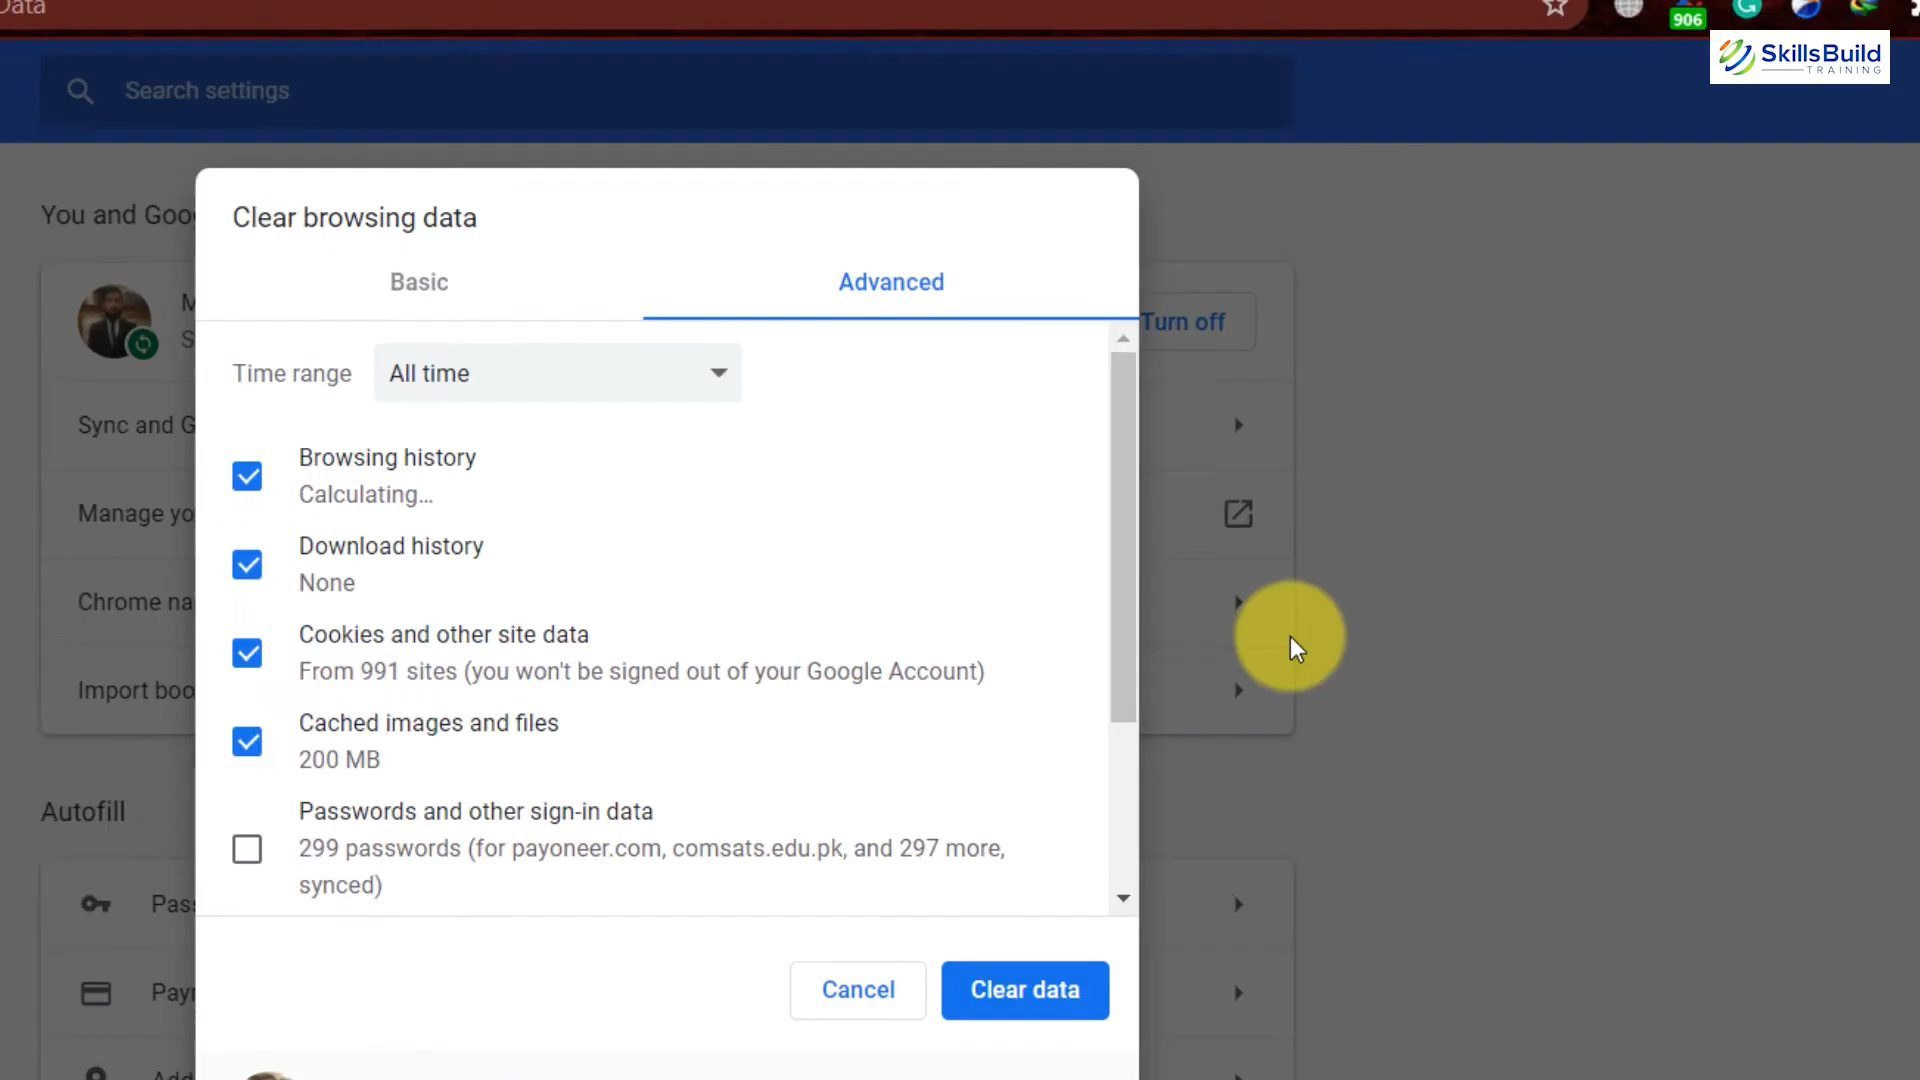 Data
906
SkillsBuild
TRAINING
Search settings
You and Goo
Clear browsing data
Basic
Advanced
Turn off
Time range
All time
Sync and G
Browsing history
Calculating...
Manage yo
Download history
None
Chrome na
Cookies and other site data
From 991 sites (you won't be signed out of your Google Account)
Import boo
Cached images and files
200 MB
Autofill
Passwords and other sign-in data
299 passwords (for payoneer.com, comsats.edu.pk, and 297 more,
synced)
Pass
Cancel
Clear data
Payr
Add